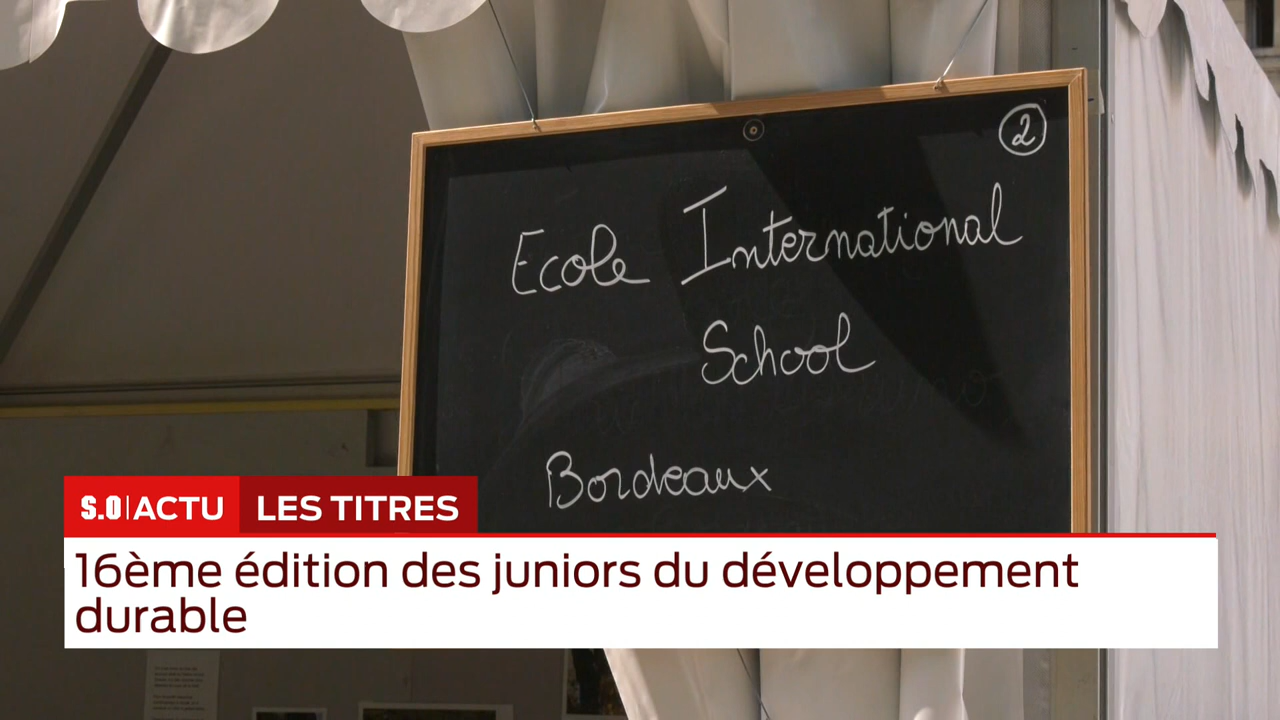 2
Ecole International
School
Bordeaux
S.O ACTU LES TITRES
16ème édition des juniors du développement
durable